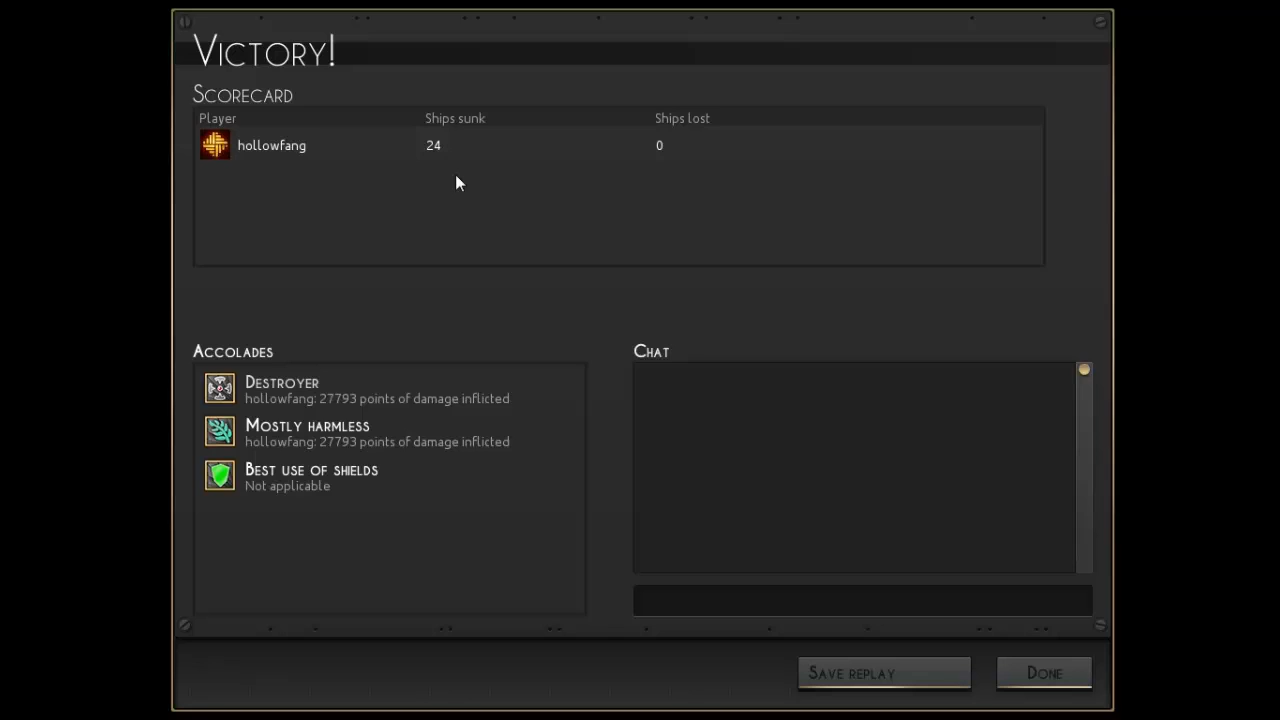 Victory!
Scorecard
Player Ships sunk Ships lost
hollowfang 24 0
Accolades
Destroyer
hollowfang: 27793 points of damage inflicted
Mostly harmless
hollowfang: 27793 points of damage inflicted
Best use of shields
Not applicable
Chat
Save replay Done